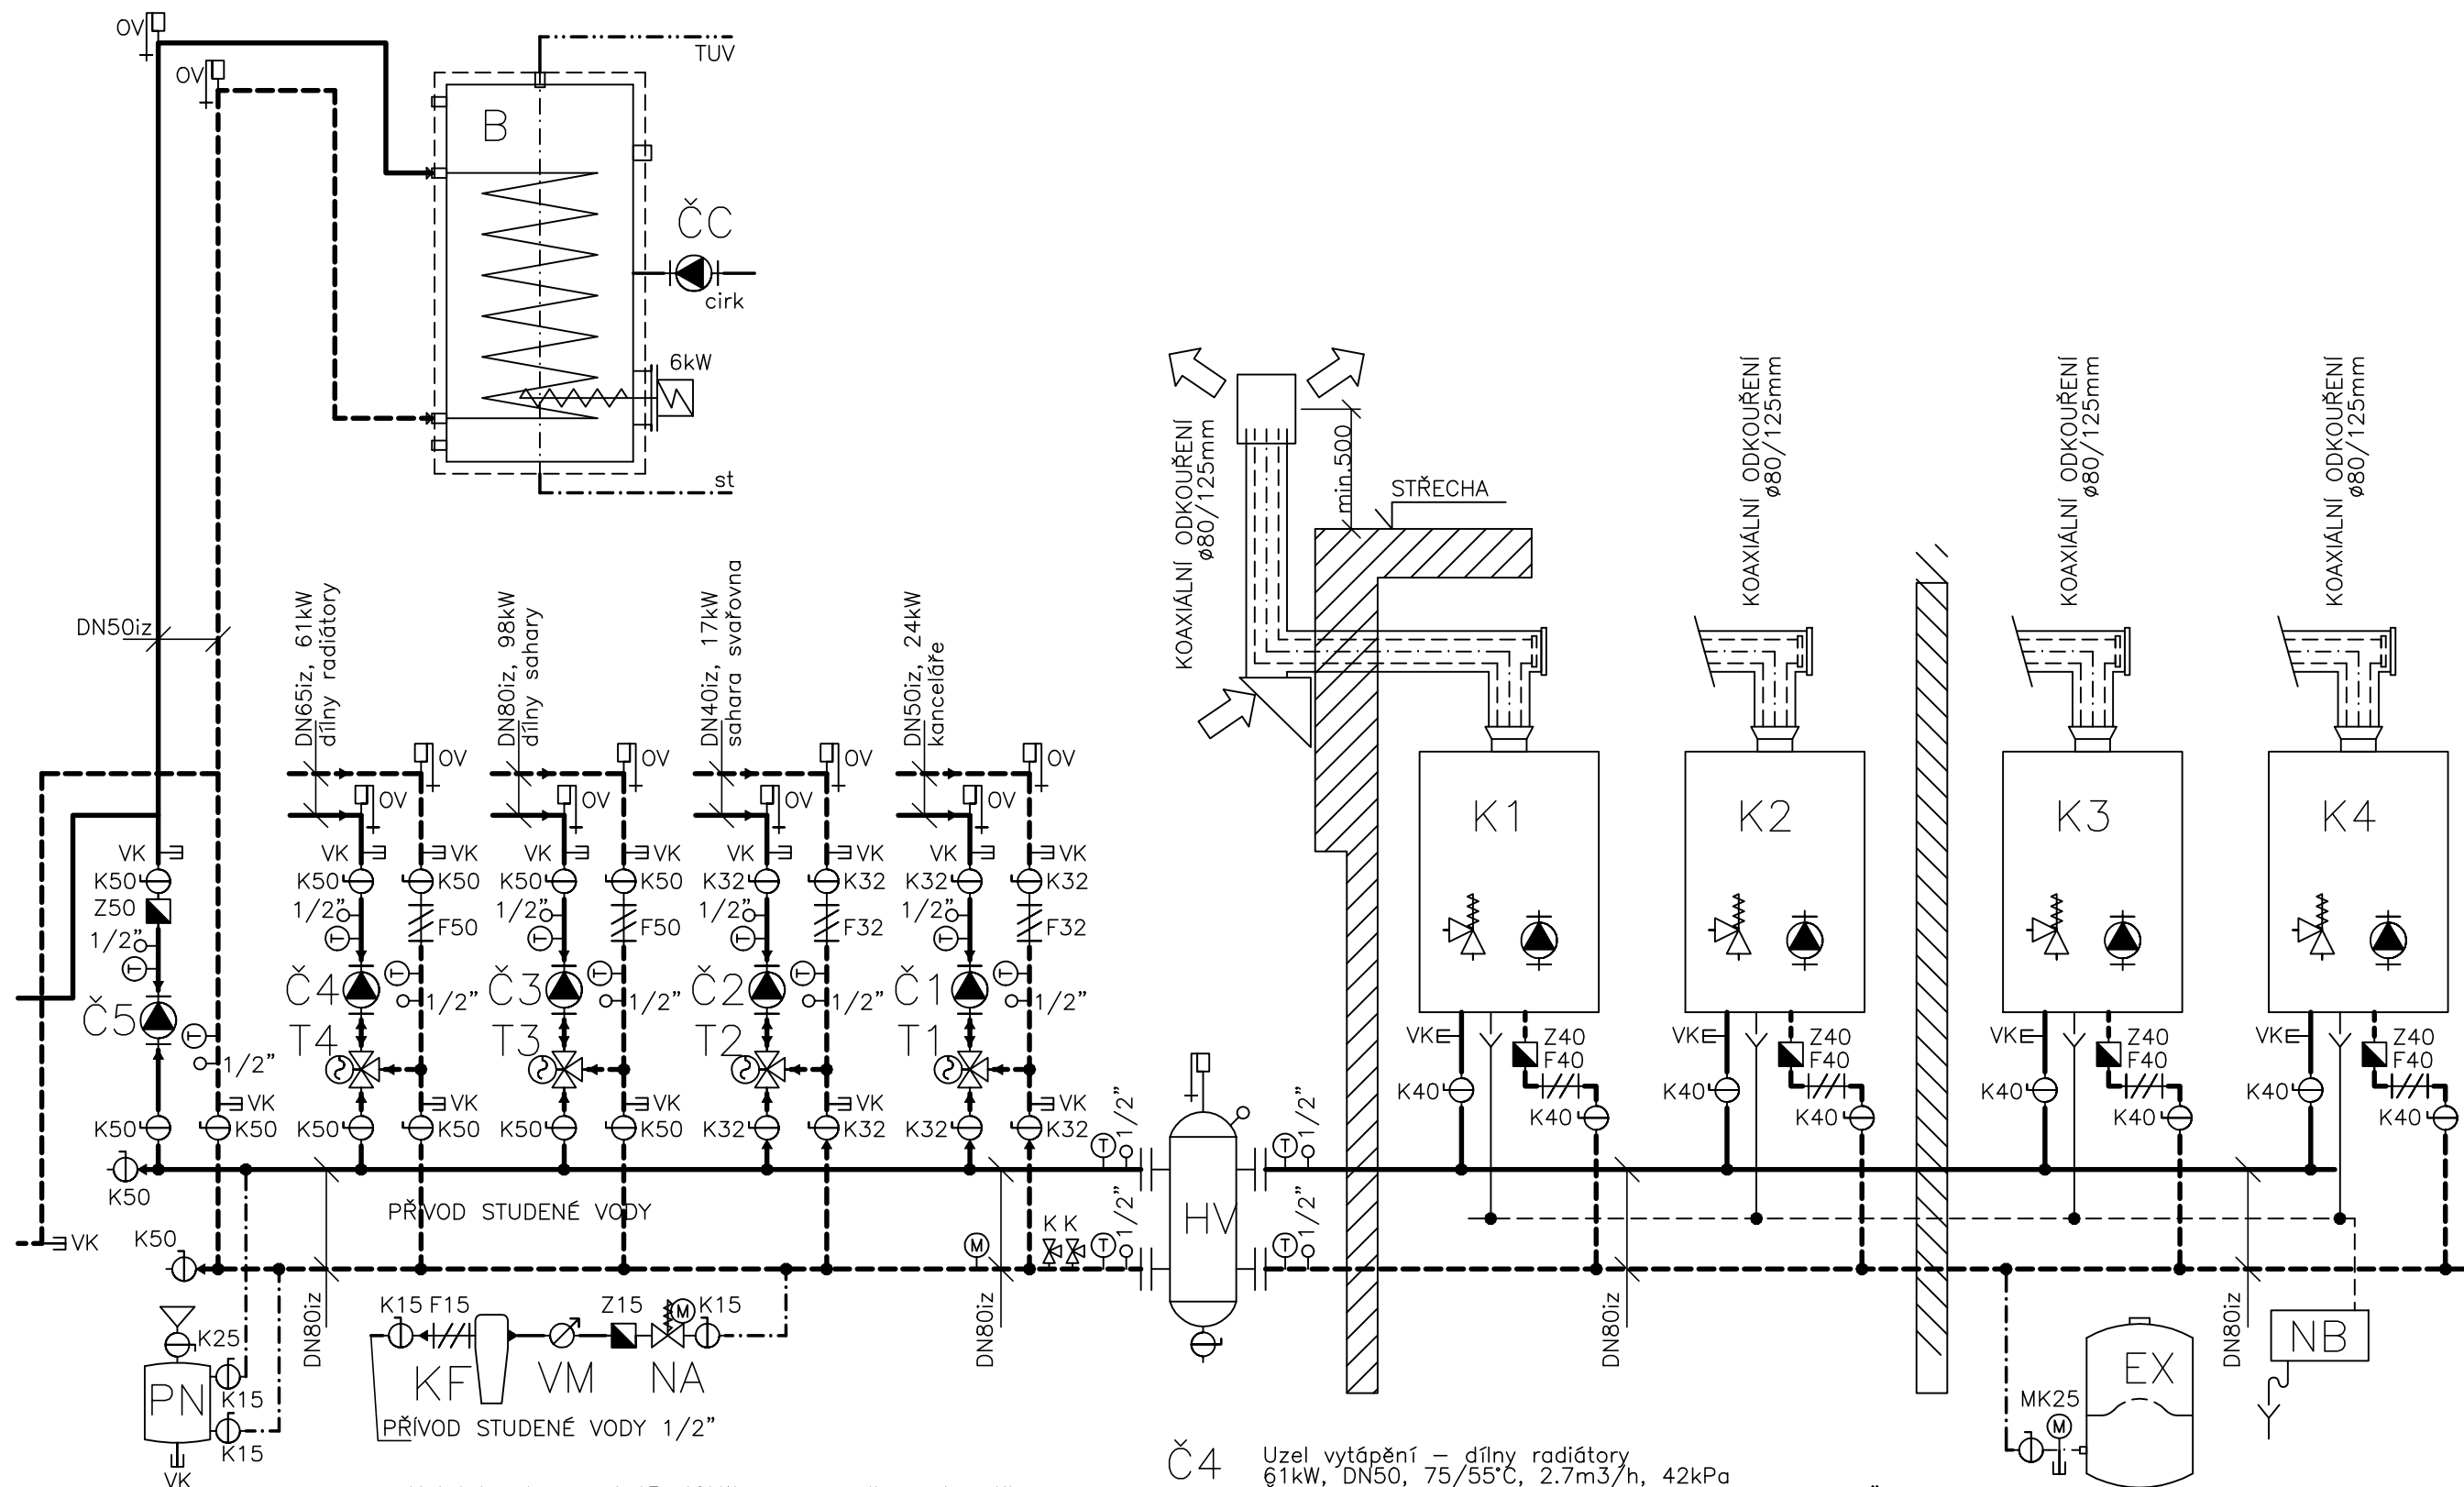 OV
OV
TUV
B
ČC
cirk
6kW
st
DN50iz
DN65iz, 61kW
dílny radiátory
DN80iz, 98kW
dílny sahary
DN40iz, 17kW
sahara svařovna
DN50iz, 24kW
kanceláře
KOAXIÁLNÍ ODKOUŘENÍ
ø80/125mm
min.500
STŘECHA
KOAXIÁLNÍ ODKOUŘENÍ
ø80/125mm
KOAXIÁLNÍ ODKOUŘENÍ
ø80/125mm
KOAXIÁLNÍ ODKOUŘENÍ
ø80/125mm
OV
OV
OV
OV
OV
OV
OV
OV
K1
K2
K3
K4
VK
VK
VK
VK
VK
VK
VK
VK
VK
K50
K50
K50
K50
K50
K32
K32
K32
K32
Z50
1/2"
1/2"
F50
1/2"
F50
1/2"
F32
1/2"
F32
1/2"
T
T
T
T
T
T
T
T
T
T
Č5
Č4
Č3
Č2
Č1
1/2"
1/2"
1/2"
1/2"
1/2"
T4
T3
T2
T1
VK
VK
VK
VK
VK
K50
K50
K50
K50
K50
K50
K32
K32
K32
K32
VK
Z40
F40
K40
K40
VK
Z40
F40
K40
K40
VK
Z40
F40
K40
K40
VK
Z40
F40
K40
K40
T
1/2"
T
1/2"
K50
PŘÍVOD STUDENÉ VODY
HV
K50
VK
M
K K
T
1/2"
T
1/2"
DN80iz
DN80iz
DN80iz
DN80iz
K25
PN
K15
K15
VK
K15
F15
Z15
M
K15
KF
VM
NA
PŘÍVOD STUDENÉ VODY 1/2"
MK25
M
EX
NB
Č4
Uzel vytápění – dílny radiátory
61kW, DN50, 75/55°C, 2.7m3/h, 42kPa